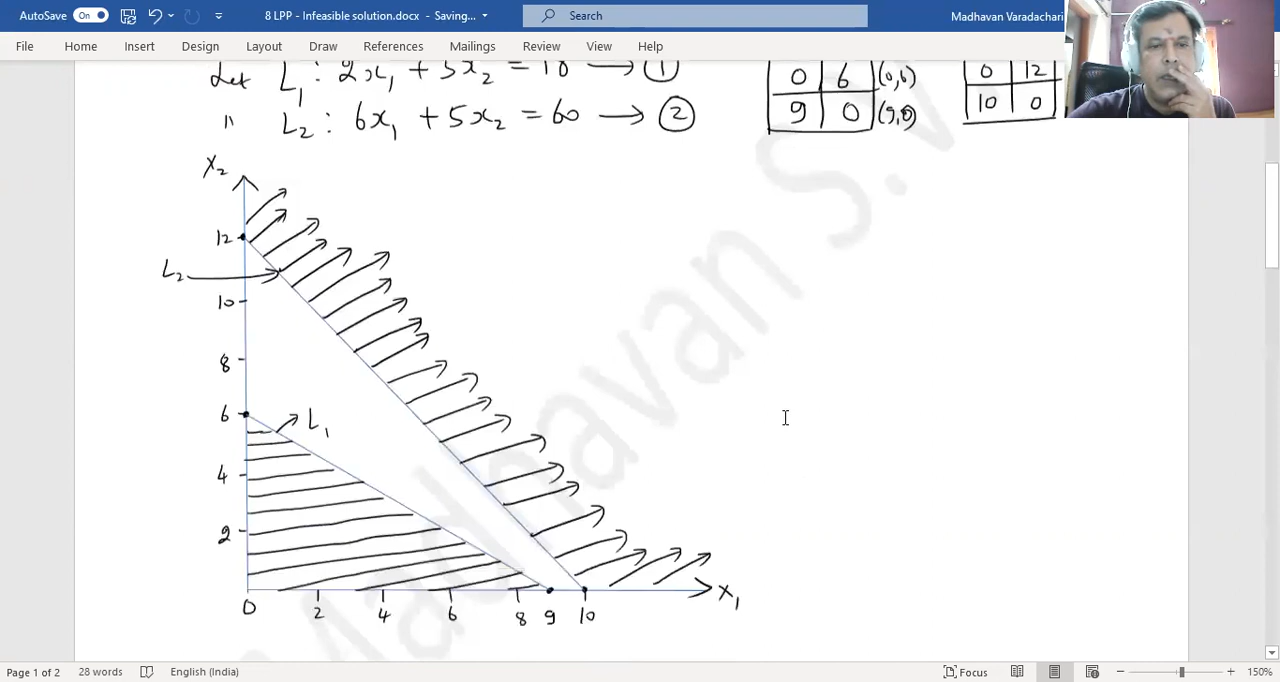 AutoSave On 8 LPP - Infeasible solution.docx - Saving... Search Madhavan Varadachari
File Home Insert Design Layout Draw References Mailings Review View Help
Let L1 : 2x1 + 3x2 = 18 → 1
0 6 (0,6)
9 0 (9,0)
0 12
10 0
" L2 : 6x1 + 5x2 = 60 → 2
X2
12
L2
10
8
6
L1
4
2
0 2 4 6 8 9 10 X1
Madhavan S.V.
Page 1 of 2 28 words English (India) Focus 150%